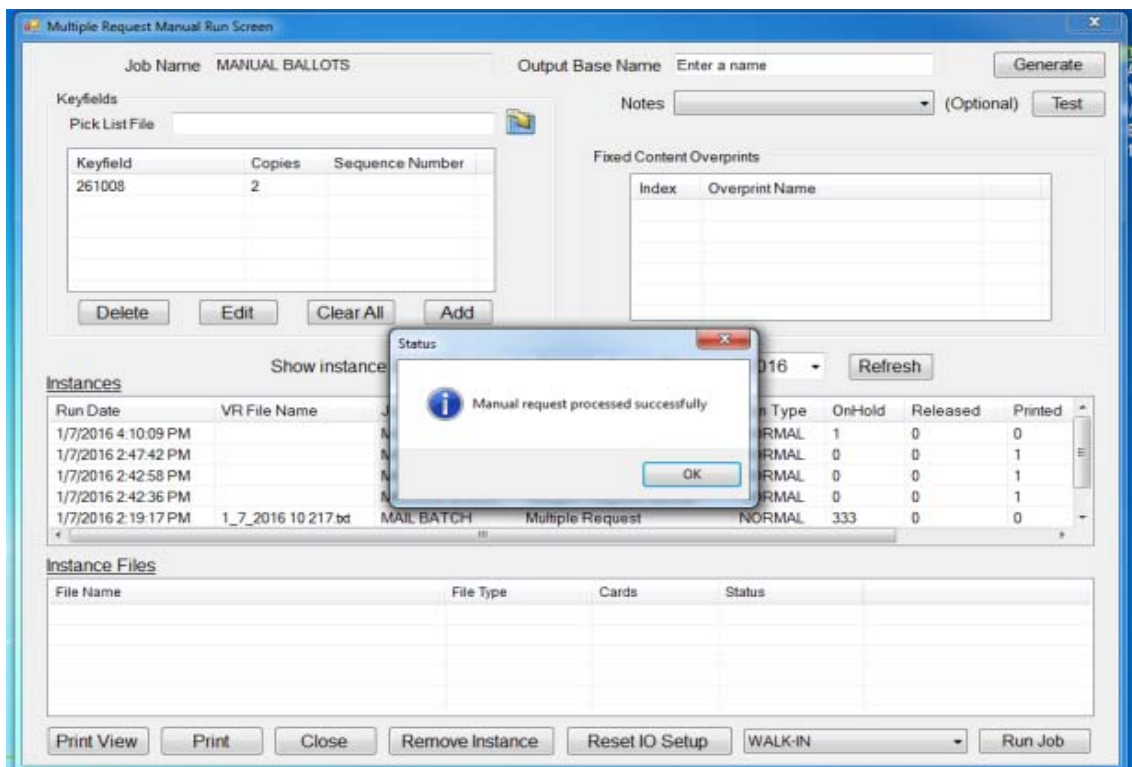 Multiple Request Manual Run Screen
Job Name MANUAL BALLOTS Output Base Name Enter a name Generate
Keyfields Notes (Optional) Test
Pick List File
Fixed Content Overprints
Keyfield Copies Sequence Number Index Overprint Name
261008 2
Delete Edit Clear All Add
Status
Show instance 016 Refresh
Manual request processed successfully
Instances
Run Date VR File Name Type OnHold Released Printed
1/7/2016 4:10:09 PM RMAL 1 0 0
1/7/2016 2:47:42 PM RMAL 0 0 1
1/7/2016 2:42:58 PM RMAL 0 0 1
OK
1/7/2016 2:42:36 PM RMAL 0 0 1
1/7/2016 2:19:17 PM 1_7_2016 10 217.txt MAIL BATCH Multiple Request NORMAL 333 0 0
Instance Files
File Name File Type Cards Status
Print View Print Close Remove Instance Reset IO Setup WALK-IN Run Job